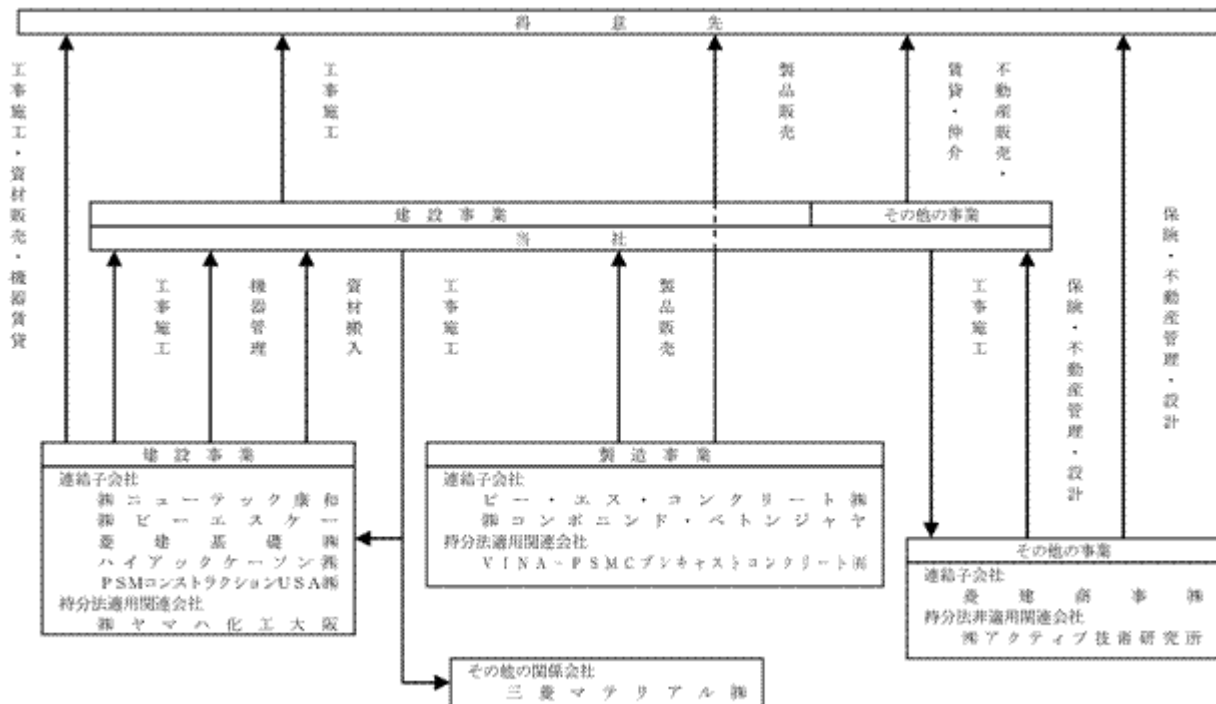 得意先
工事施工・資材販売・機器賃貸
工事施工
製品販売
不動産販売・
賃貸・仲介
保険・不動産管理・設計
建設事業
その他の事業
当社
工事施工
機器管理
資材搬入
工事施工
製品販売
工事施工
保険・不動産管理・設計
建設事業
連結子会社
㈱ニューテック康和
㈱ピーエスケー
菱建基礎㈱
ハイアックケーソン㈱
PSMコンストラクションUSA㈱
持分法適用関連会社
㈱ヤマハ化工大阪
製造事業
連結子会社
ピー・エス・コンクリート㈱
㈱コンポニンド・ベトンジャヤ
持分法適用関連会社
VINA-PSMCプレキャストコンクリート㈲
その他の事業
連結子会社
菱建商事㈱
持分法非適用関連会社
㈱アクティブ技術研究所
その他の関係会社
三菱マテリアル㈱